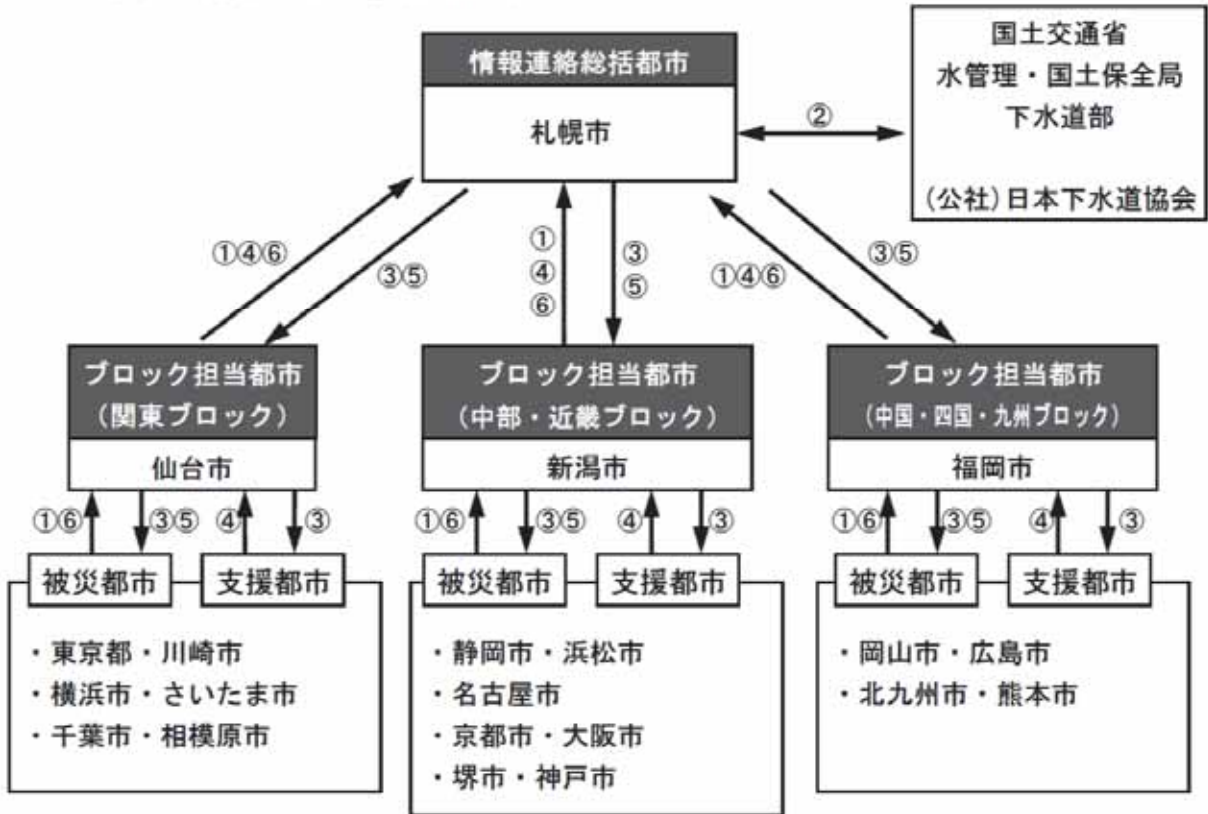 情報連絡総括都市
札幌市
②
国土交通省
水管理・国土保全局
下水道部
(公社)日本下水道協会
①④⑥
③⑤
①
④
⑥
③
⑤
①④⑥
③⑤
ブロック担当都市
(関東ブロック)
仙台市
ブロック担当都市
(中部・近畿ブロック)
新潟市
ブロック担当都市
(中国・四国・九州ブロック)
福岡市
①⑥
③⑤
④
③
①⑥
③⑤
④
③
①⑥
③⑤
④
③
被災都市
支援都市
被災都市
支援都市
被災都市
支援都市
・東京都・川崎市
・横浜市・さいたま市
・千葉市・相模原市
・静岡市・浜松市
・名古屋市
・京都市・大阪市
・堺市・神戸市
・岡山市・広島市
・北九州市・熊本市